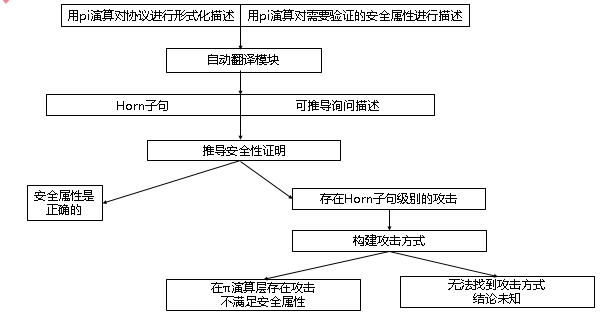 用pi演算对协议进行形式化描述
用pi演算对需要验证的安全属性进行描述
自动翻译模块
Horn子句
可推导询问描述
推导安全性证明
安全属性是
正确的
存在Horn子句级别的攻击
构建攻击方式
在π演算层存在攻击
不满足安全属性
无法找到攻击方式
结论未知